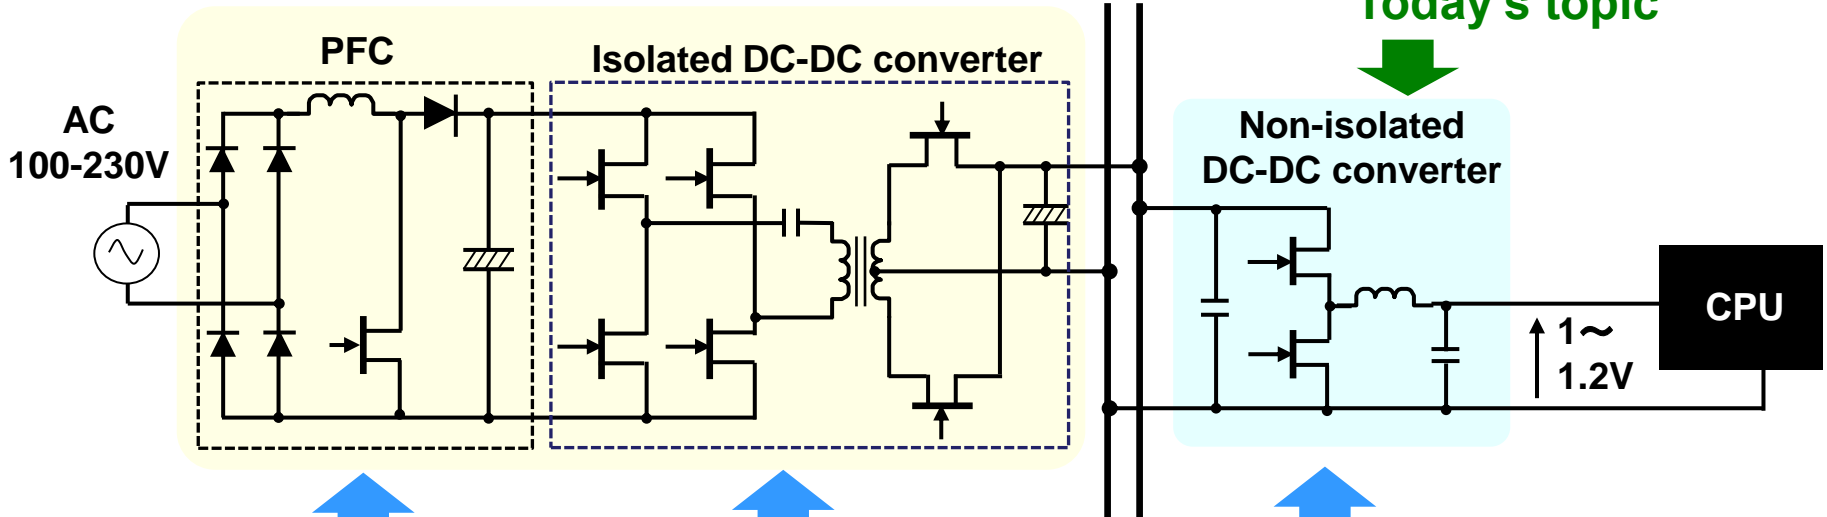 Today's topic
PFC
Isolated DC-DC converter
AC
100-230V
Non-isolated
DC-DC converter
CPU
1～
1.2V